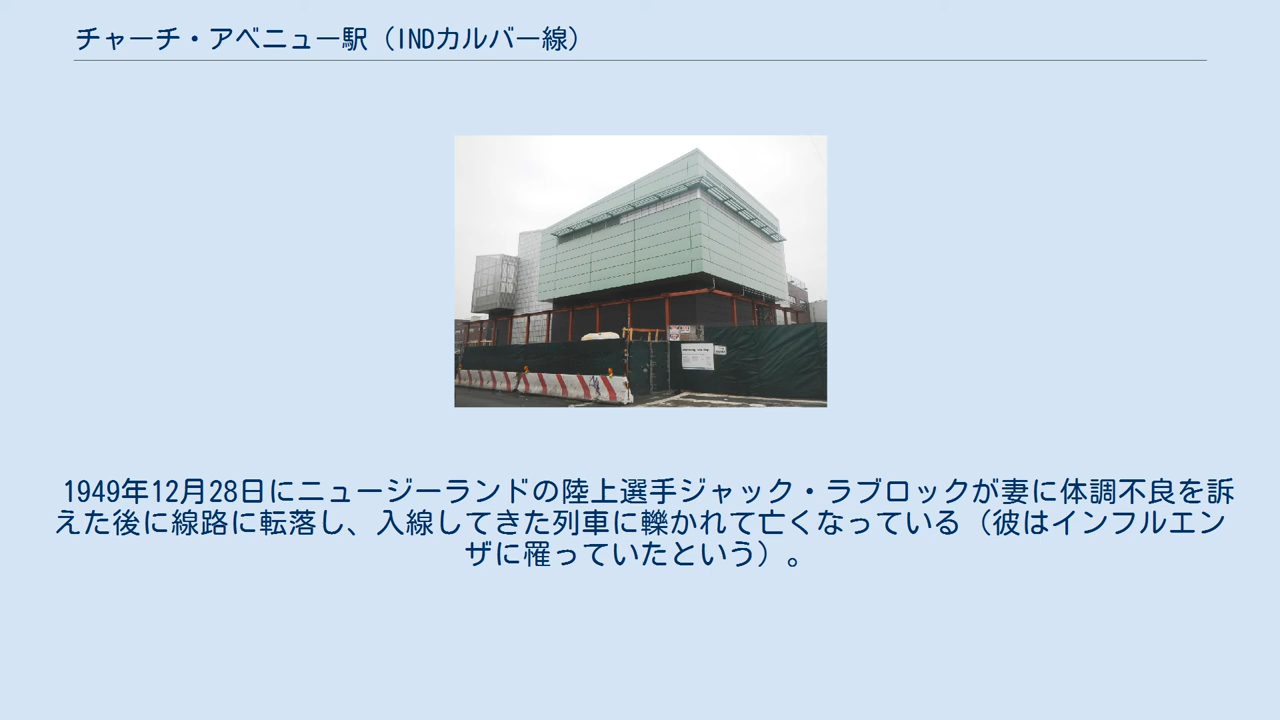 チャーチ・アベニュー駅（INDカルバー線）
1949年12月28日にニュージーランドの陸上選手ジャック・ラブロックが妻に体調不良を訴
えた後に線路に転落し、入線してきた列車に轢かれて亡くなっている（彼はインフルエン
ザに罹っていたという）。